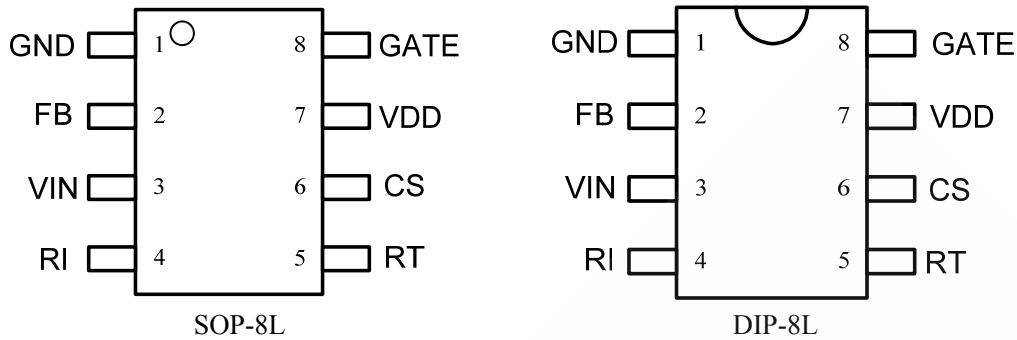 GND 1 8 GATE GND 1 8 GATE
FB 2 7 VDD FB 2 7 VDD
VIN 3 6 CS VIN 3 6 CS
RI 4 5 RT RI 4 5 RT
SOP-8L DIP-8L